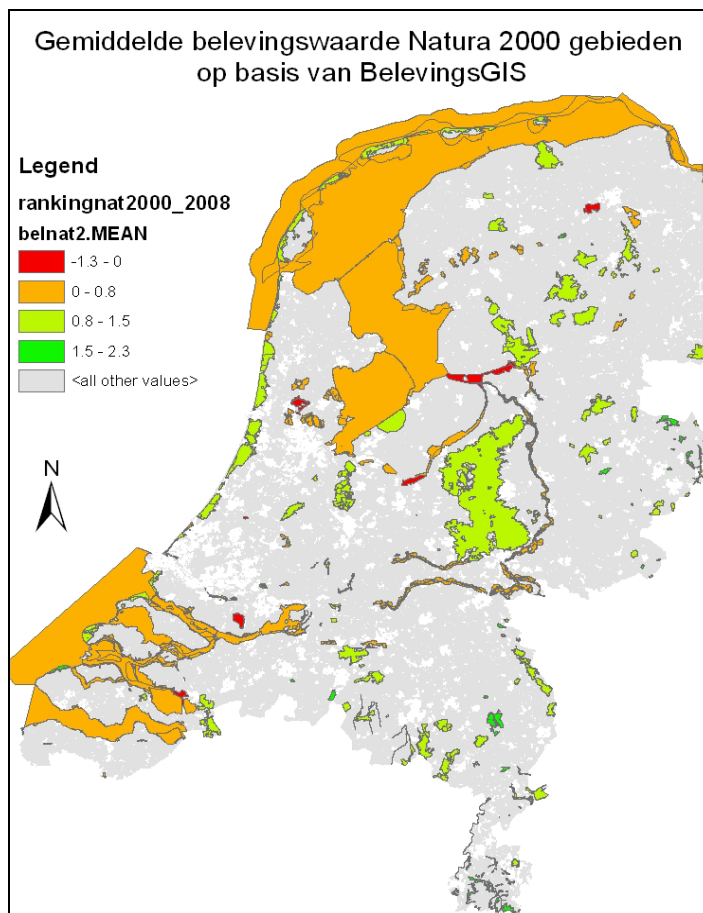 Gemiddelde belevingswaarde Natura 2000 gebieden
op basis van BelevingsGIS
Legend
rankingnat2000_2008
belnat2.MEAN
-1.3 - 0
0 - 0.8
0.8 - 1.5
1.5 - 2.3
<all other values>
N